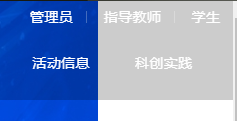 管理员 | 指导教师 | 学生
活动信息 科创实践